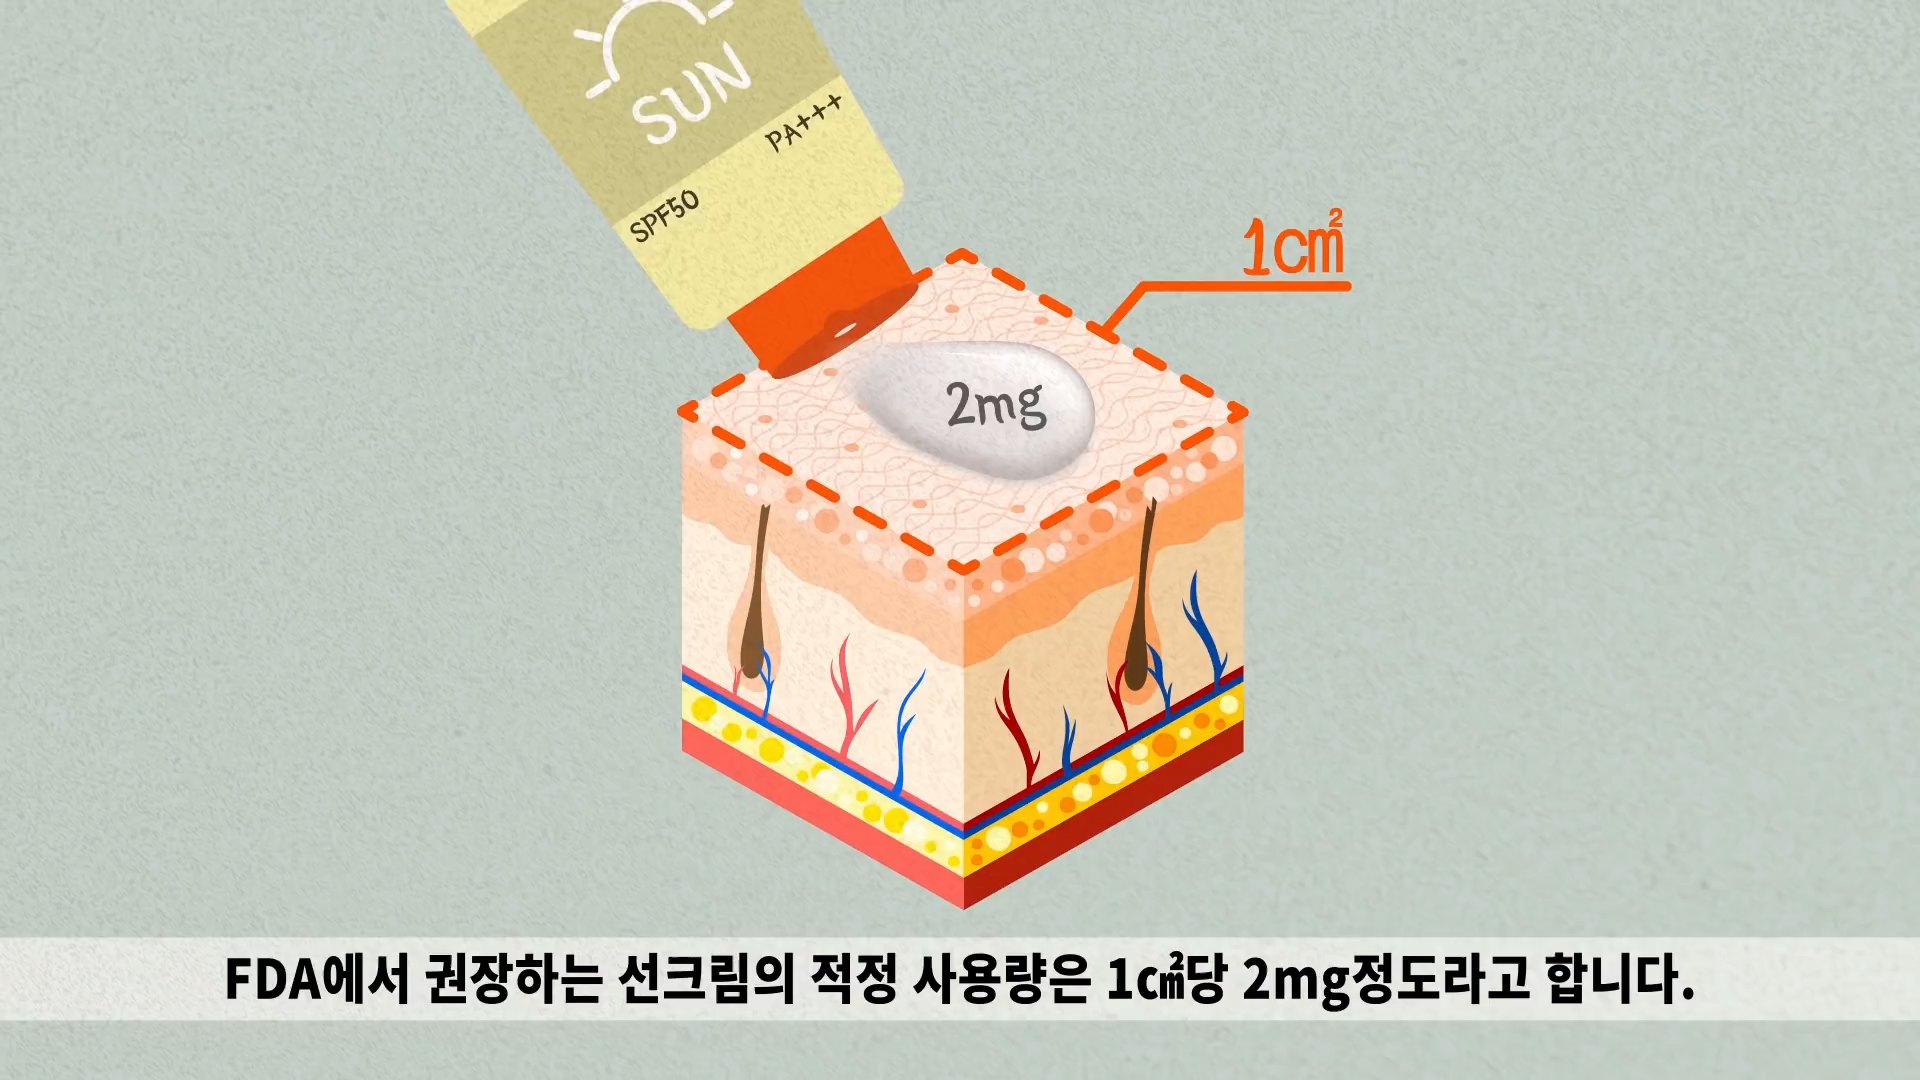 SUN
PA+++
SPF50
1㎠
2mg
FDA에서 권장하는 선크림의 적정 사용량은 1㎠당 2mg정도라고 합니다.